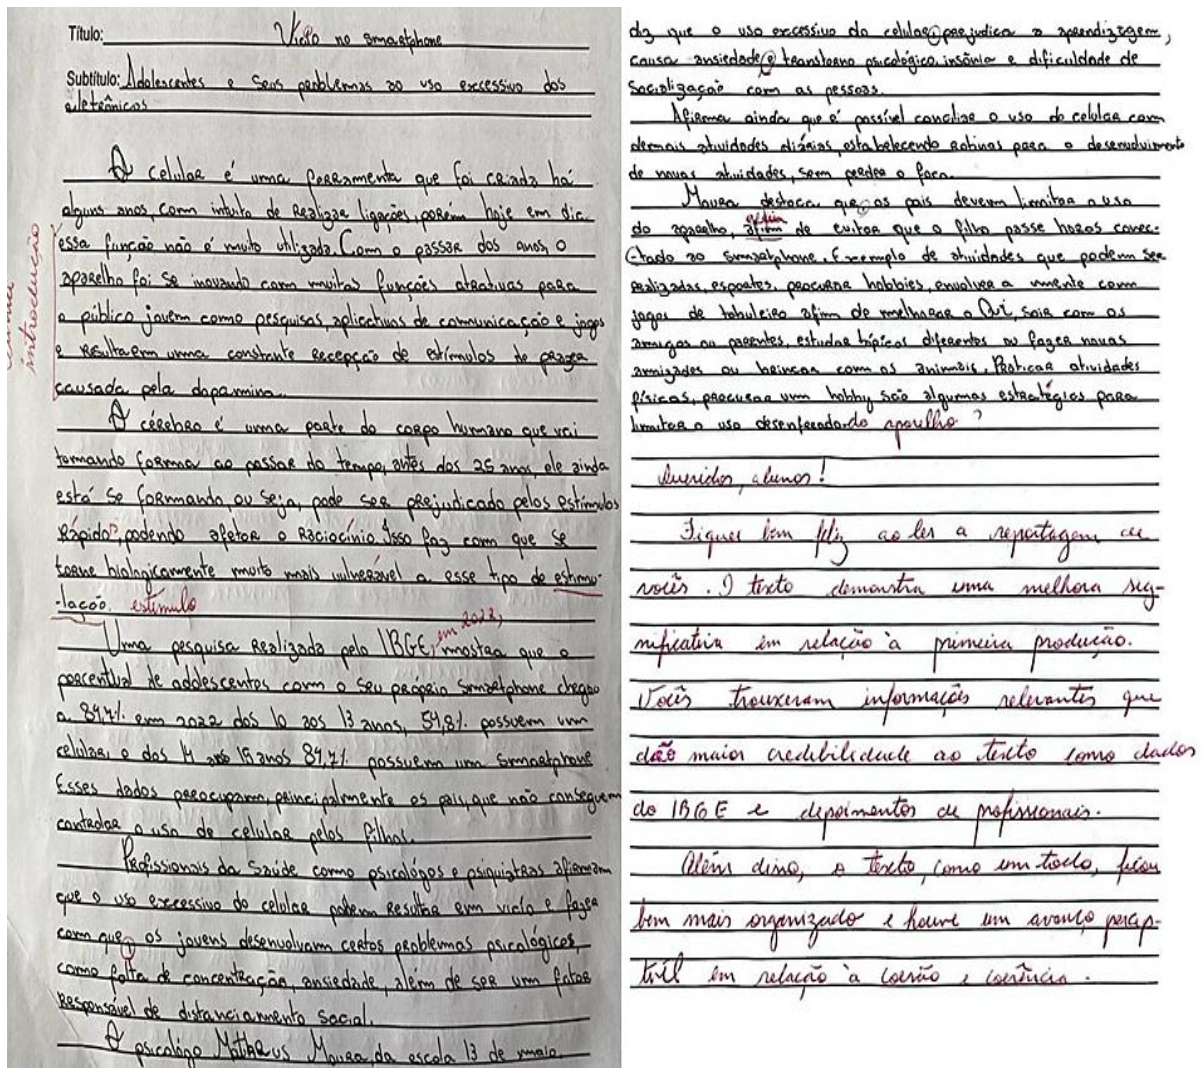 Título: Vício no smartphone
Subtítulo: Adolescentes e seus problemas ao uso excessivo dos
eletrônicos
O celular é uma ferramenta que foi criada há
alguns anos, com intuito de realizar ligações, porém hoje em dia
essa função não é muito utilizada. Com o passar dos anos, o
aparelho foi se inovando com muitas funções atrativas para
o público jovem como pesquisas, aplicativos de comunicação e jogos
e resulta em uma constante recepção de estímulos de prazer
causada pela dopamina.
introdução
O cérebro é uma parte do corpo humano que vai
tomando forma ao passar do tempo, antes dos 25 anos, ele ainda
está se formando, ou seja, pode ser prejudicado pelos estímulos
rápidos, podendo afetar o raciocínio. Isso faz com que se
torne biologicamente muito mais vulnerável a esse tipo de estimu-
lação. estímulo
Uma pesquisa realizada pelo IBGE, em 2022, mostra que o
porcentual de adolescentes com o seu próprio smartphone chegou
a 84,7% em 2022 dos 10 aos 13 anos, 54,8% possuem um
celular, e dos 14 aos 19 anos 84,7% possuem um smartphone
Esses dados preocupam, principalmente os pais, que não conseguem
controlar o uso de celular pelos filhos.
Profissionais da saúde como psicológos e psiquiatras afirmam
que o uso excessivo do celular podem resultar em vício e fazer
com que, os jovens desenvolvam certos problemas psicológicos,
como falta de concentração, ansiedade, além de ser um fator
responsável de distanciamento social.
O psicológo Matheus Moura, da escola 13 de maio,
diz que o uso excessivo do celular, prejudica a aprendizagem,
causa ansiedade e transtorno psicológico, insônia e dificuldade de
socialização com as pessoas.
Afirma ainda que é possível conciliar o uso do celular com
demais atividades diárias, estabelecendo rotinas para o desenvolvimento
de novas atividades, sem perder o foco.
Moura destaca que, os pais devem limitar o uso
a fim
do aparelho, afim de evitar que o filho passe horas conec-
tado ao smartphone. Exemplo de atividades que podem ser
realizadas, esportes, procurar hobbies, envolver a mente com
jogos de tabuleiro afim de melhorar o Qi, sair com os
amigos ou parentes, estudar tópicos diferentes ou fazer novas
amizades ou brincar com os animais. Praticar atividades
físicas, procurar um hobby são algumas estratégias para
limitar o uso desenfreado do aparelho?
Queridos, alunos!
Fiquei bem feliz ao ler a reportagem de
vocês. O texto demonstra uma melhora sig-
nificativa em relação à primeira produção.
Vocês trouxeram informações relevantes que
dão maior credibilidade ao texto como dados
do IBGE e depoimentos de profissionais.
Além disso, o texto, como um todo, ficou
bem mais organizado e houve um avanço percep-
tível em relação à coesão e coerência.